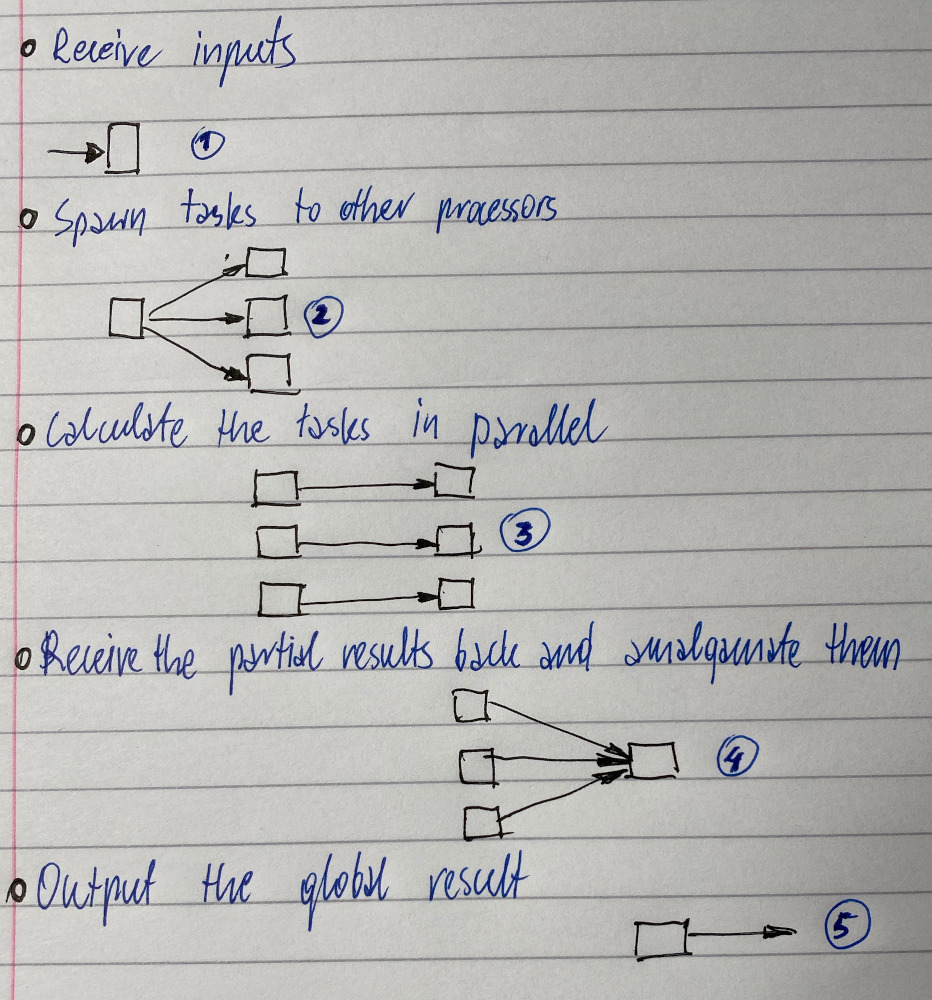 Receive inputs
1
Spawn tasks to other processors
2
Calculate the tasks in parallel
3
Receive the partial results back and amalgamate them
4
Output the global result
5